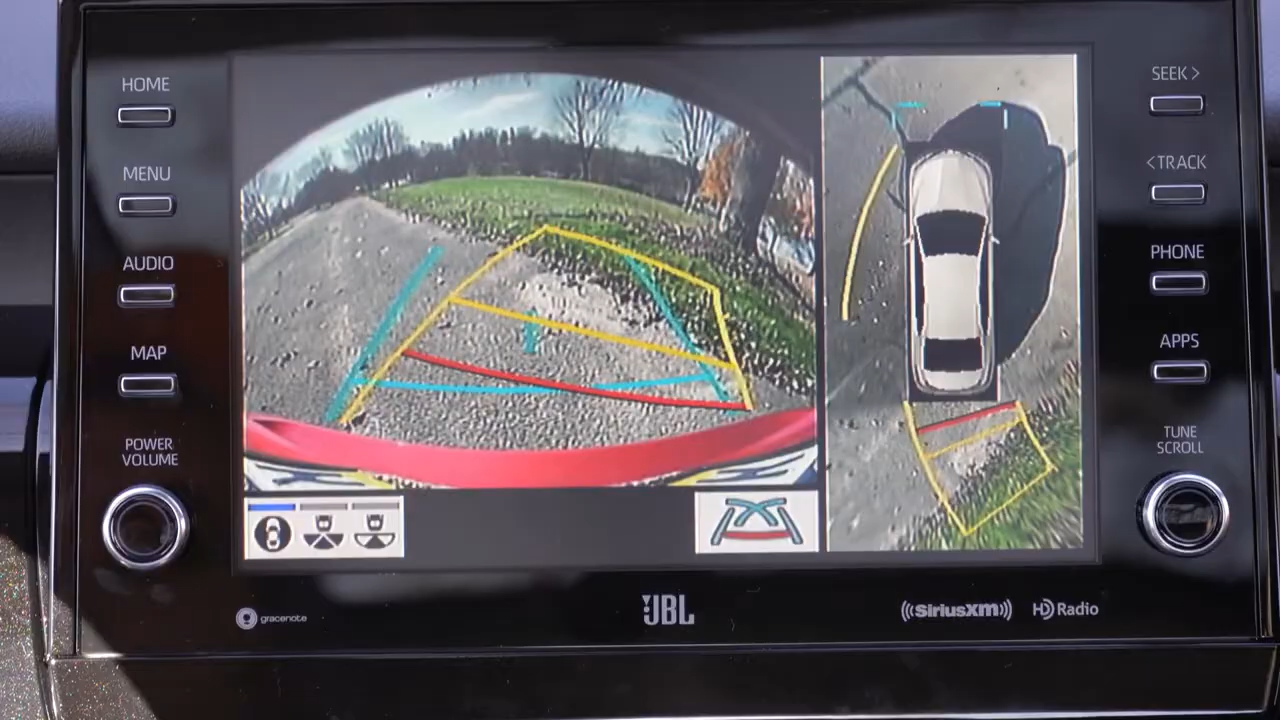 HOME
MENU
AUDIO
MAP
POWER
VOLUME
SEEK >
<TRACK
PHONE
APPS
TUNE
SCROLL
gracenote
JBL
((SiriusXM))
HD Radio